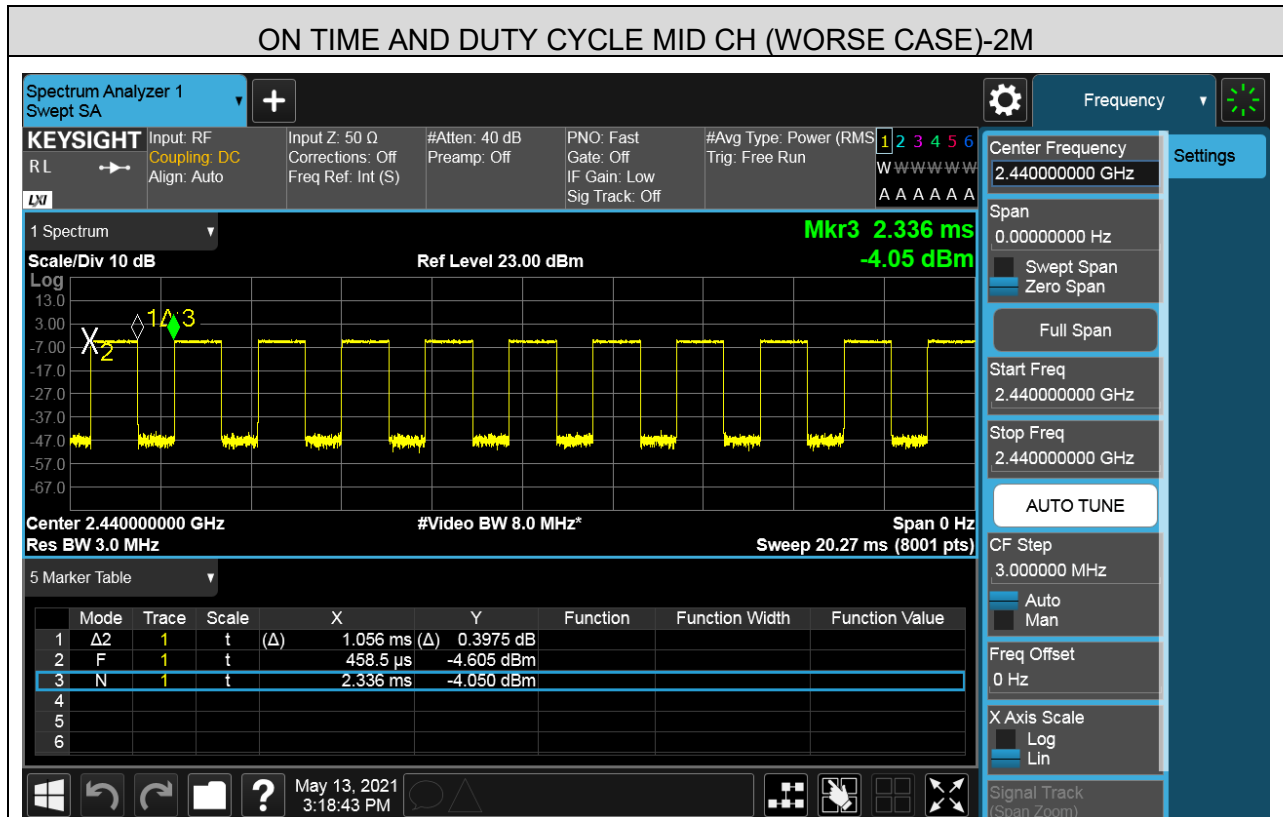 ON TIME AND DUTY CYCLE MID CH (WORSE CASE)-2M
Spectrum Analyzer 1
Swept SA
Frequency
KEYSIGHT
RL
LXI
Input: RF
Coupling: DC
Align: Auto
Input Z: 50 Ω
Corrections: Off
Freq Ref: Int (S)
#Atten: 40 dB
Preamp: Off
PNO: Fast
Gate: Off
IF Gain: Low
Sig Track: Off
#Avg Type: Power (RMS
Trig: Free Run
1 2 3 4 5 6
W W W W W W
A A A A A A
1 Spectrum
Mkr3 2.336 ms
Scale/Div 10 dB
Ref Level 23.00 dBm
-4.05 dBm
Log
13.0
3.00
-7.00
-17.0
-27.0
-37.0
-47.0
-57.0
-67.0
X2
1Δ
3
Center 2.440000000 GHz
#Video BW 8.0 MHz*
Span 0 Hz
Res BW 3.0 MHz
Sweep 20.27 ms (8001 pts)
5 Marker Table
Mode Trace Scale X Y Function Function Width Function Value
1 Δ2 1 t (Δ) 1.056 ms (Δ) 0.3975 dB
2 F 1 t 458.5 µs -4.605 dBm
3 N 1 t 2.336 ms -4.050 dBm
4
5
6
May 13, 2021
3:18:43 PM
Center Frequency
2.440000000 GHz
Settings
Span
0.00000000 Hz
Swept Span
Zero Span
Full Span
Start Freq
2.440000000 GHz
Stop Freq
2.440000000 GHz
AUTO TUNE
CF Step
3.000000 MHz
Auto
Man
Freq Offset
0 Hz
X Axis Scale
Log
Lin
Signal Track
(Span Zoom)